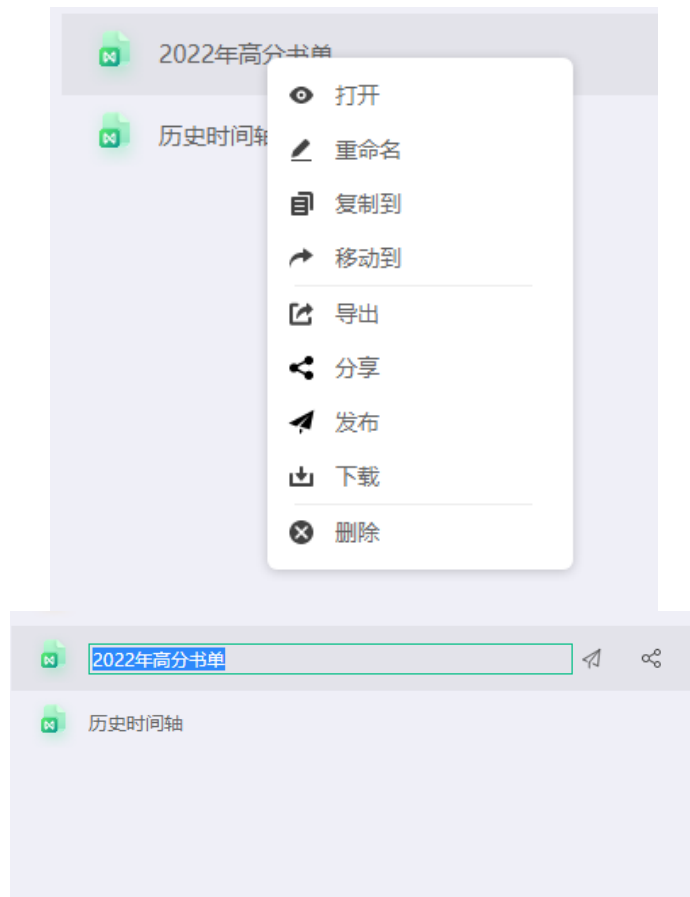 2022年高分书单
历史时间轴
打开
重命名
复制到
移动到
导出
分享
发布
下载
删除
2022年高分书单
历史时间轴